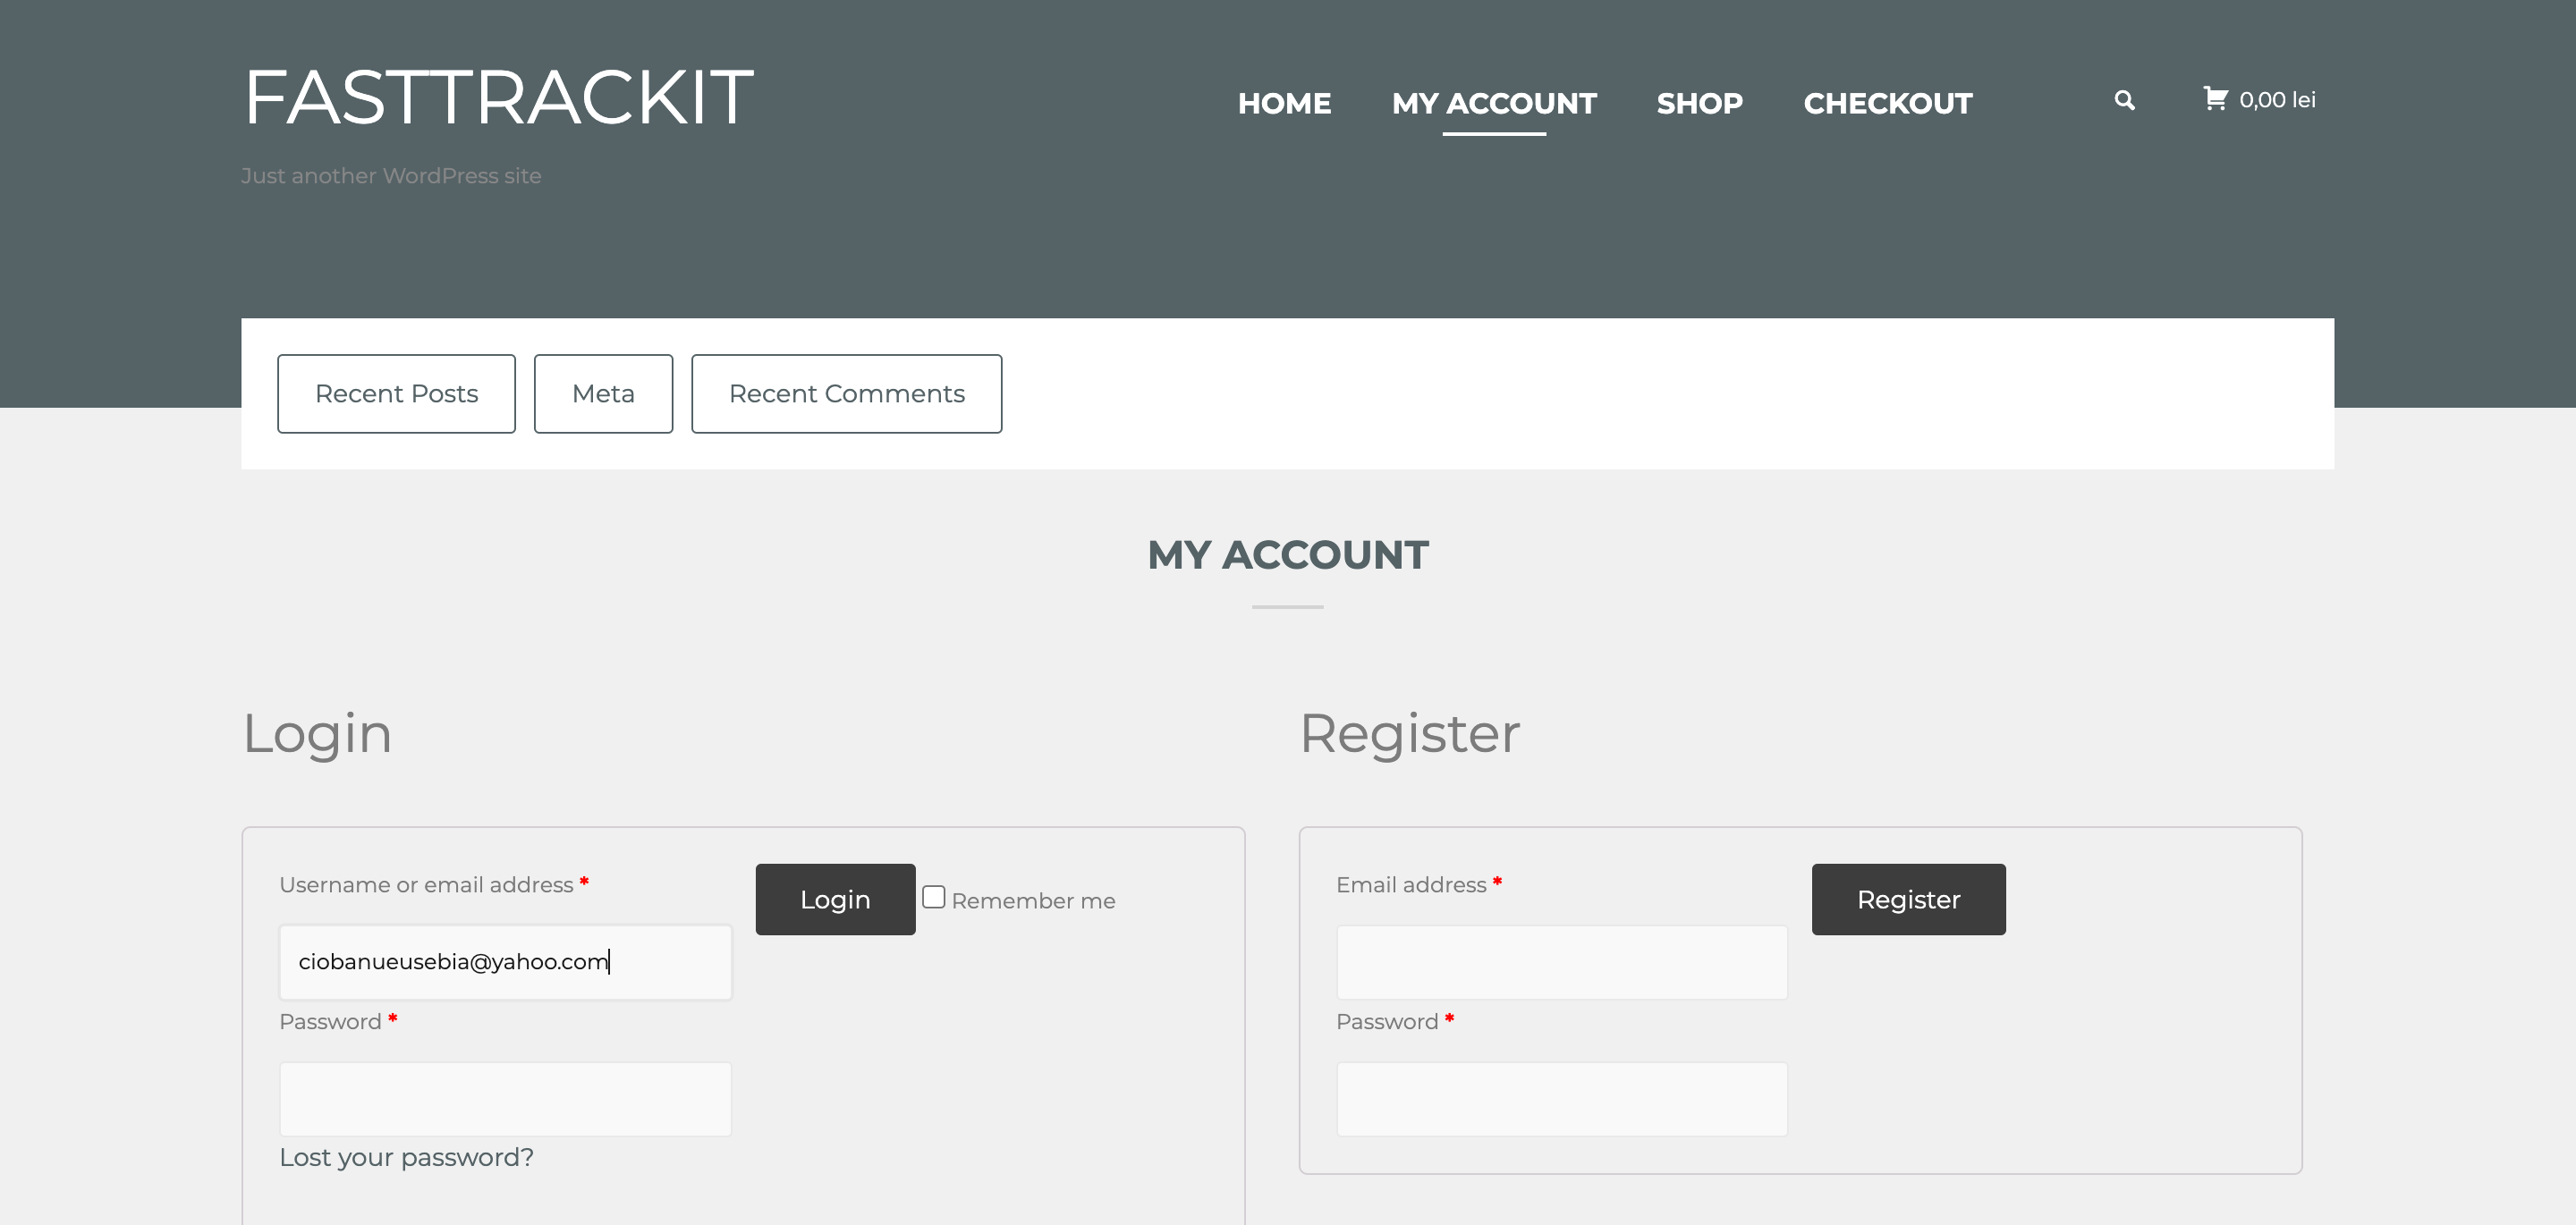 FASTTRACKIT
HOME MY ACCOUNT SHOP CHECKOUT 0,00 lei
Just another WordPress site
Recent Posts Meta Recent Comments
MY ACCOUNT
Login
Username or email address *
Login Remember me
ciobanueusebia@yahoo.com
Password *
Lost your password?
Register
Email address *
Register
Password *